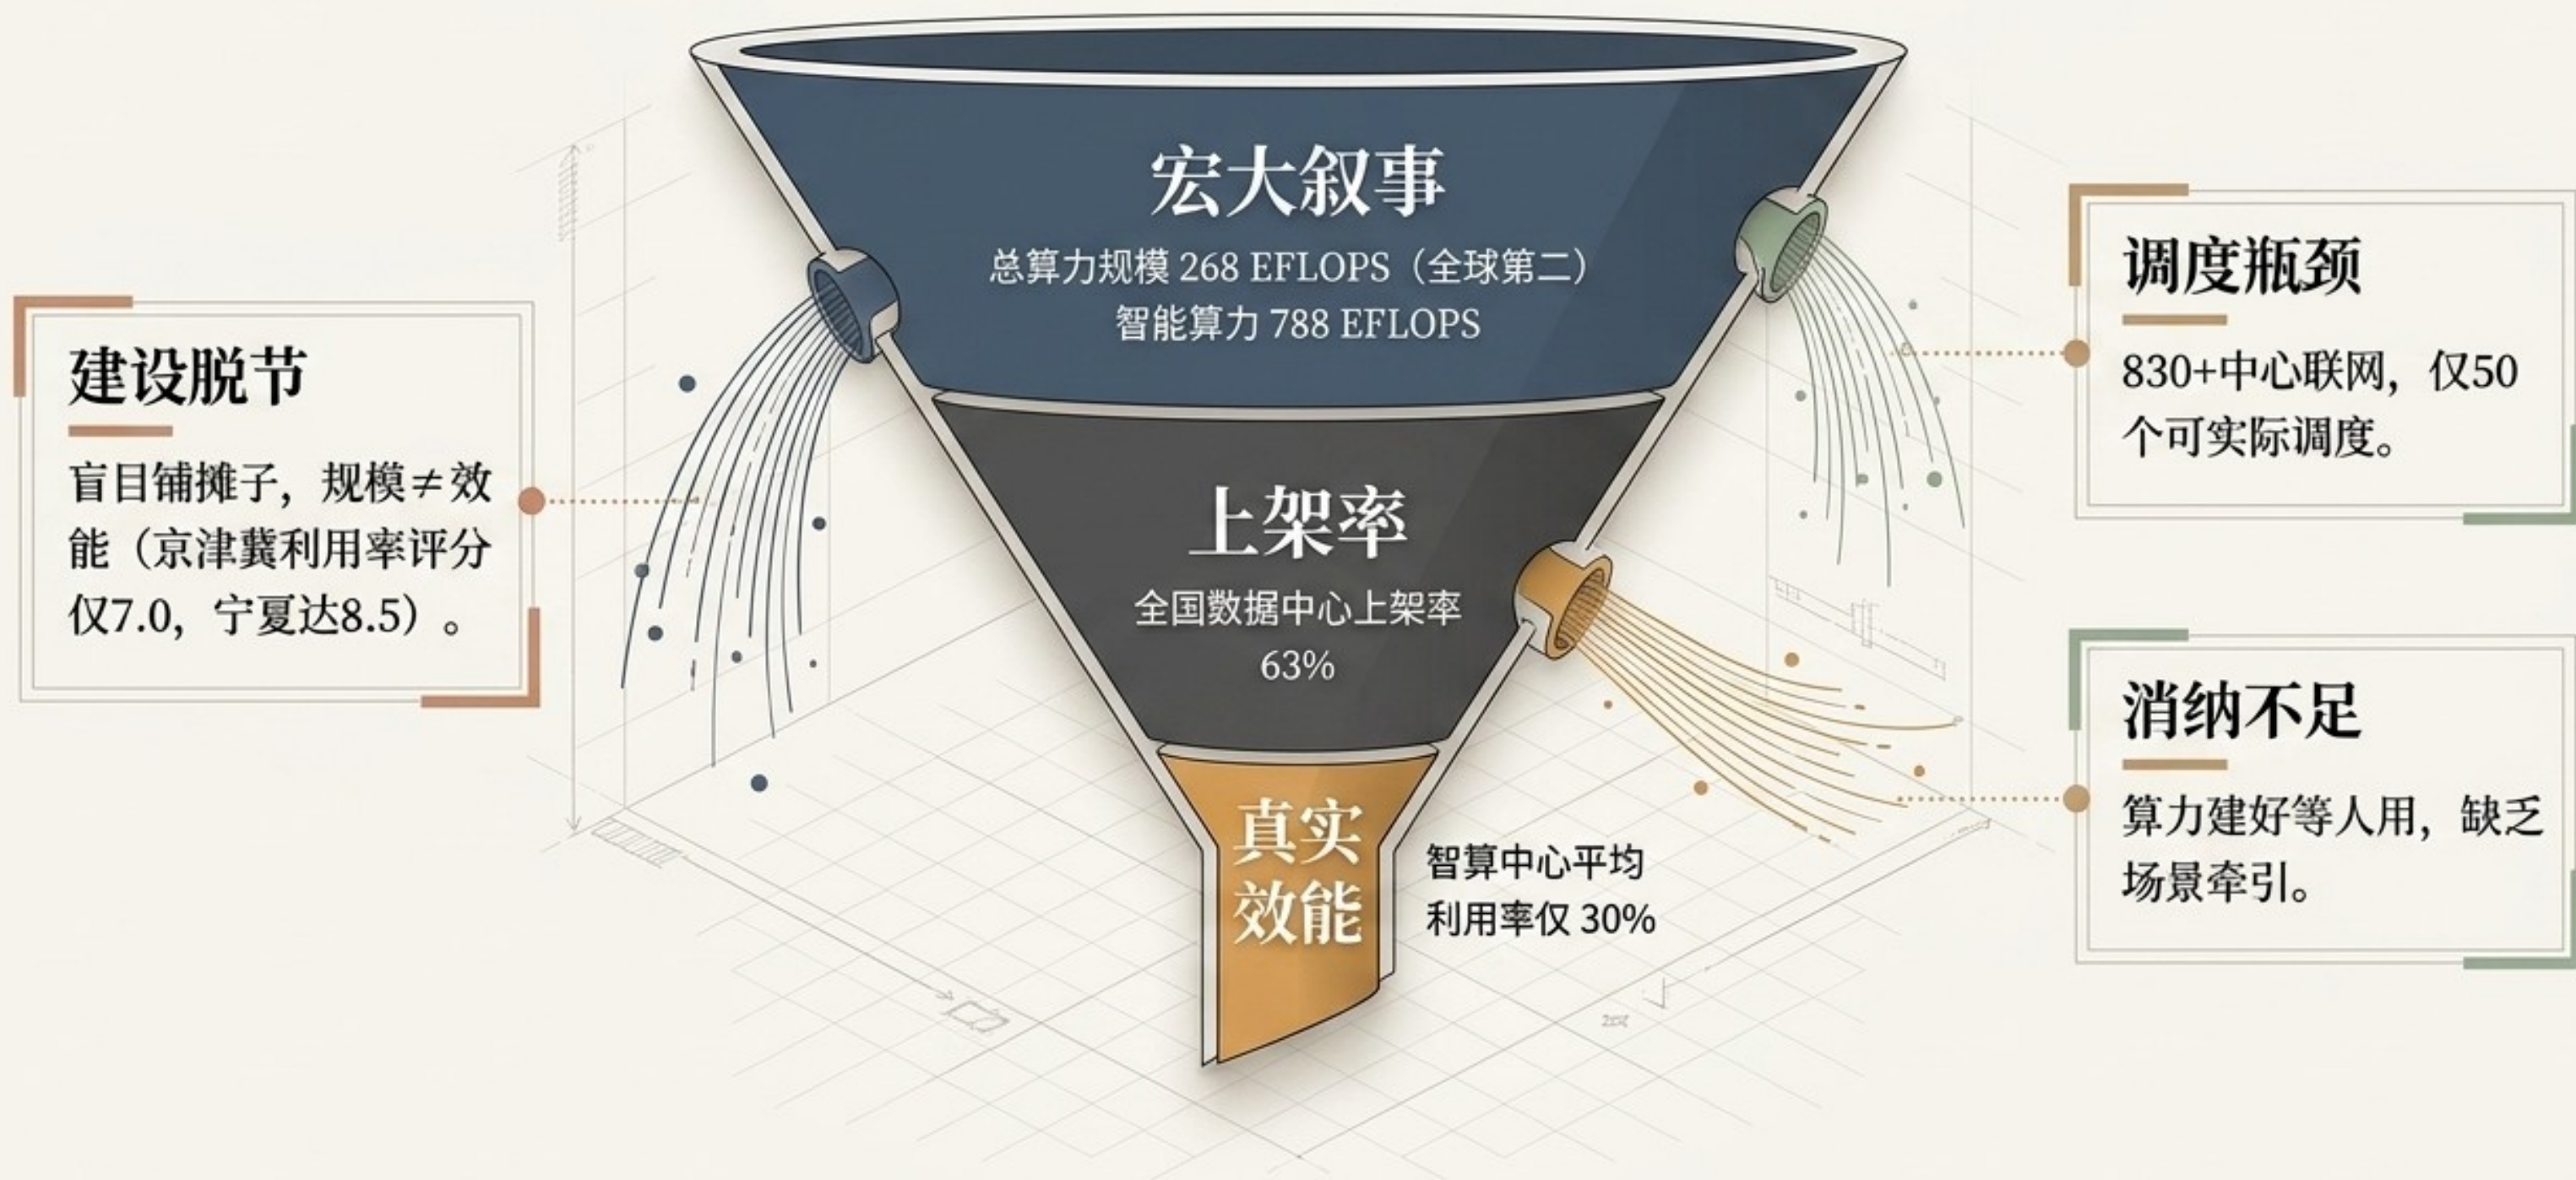 宏大叙事
总算力规模 268 EFLOPS（全球第二）
智能算力 788 EFLOPS
建设脱节
盲目铺摊子，规模≠效
能（京津冀利用率评分
仅7.0，宁夏达8.5）。
调度瓶颈
830+中心联网，仅50
个可实际调度。
上架率
全国数据中心上架率
63%
消纳不足
算力建好等人用，缺乏
场景牵引。
真实
效能
智算中心平均
利用率仅 30%